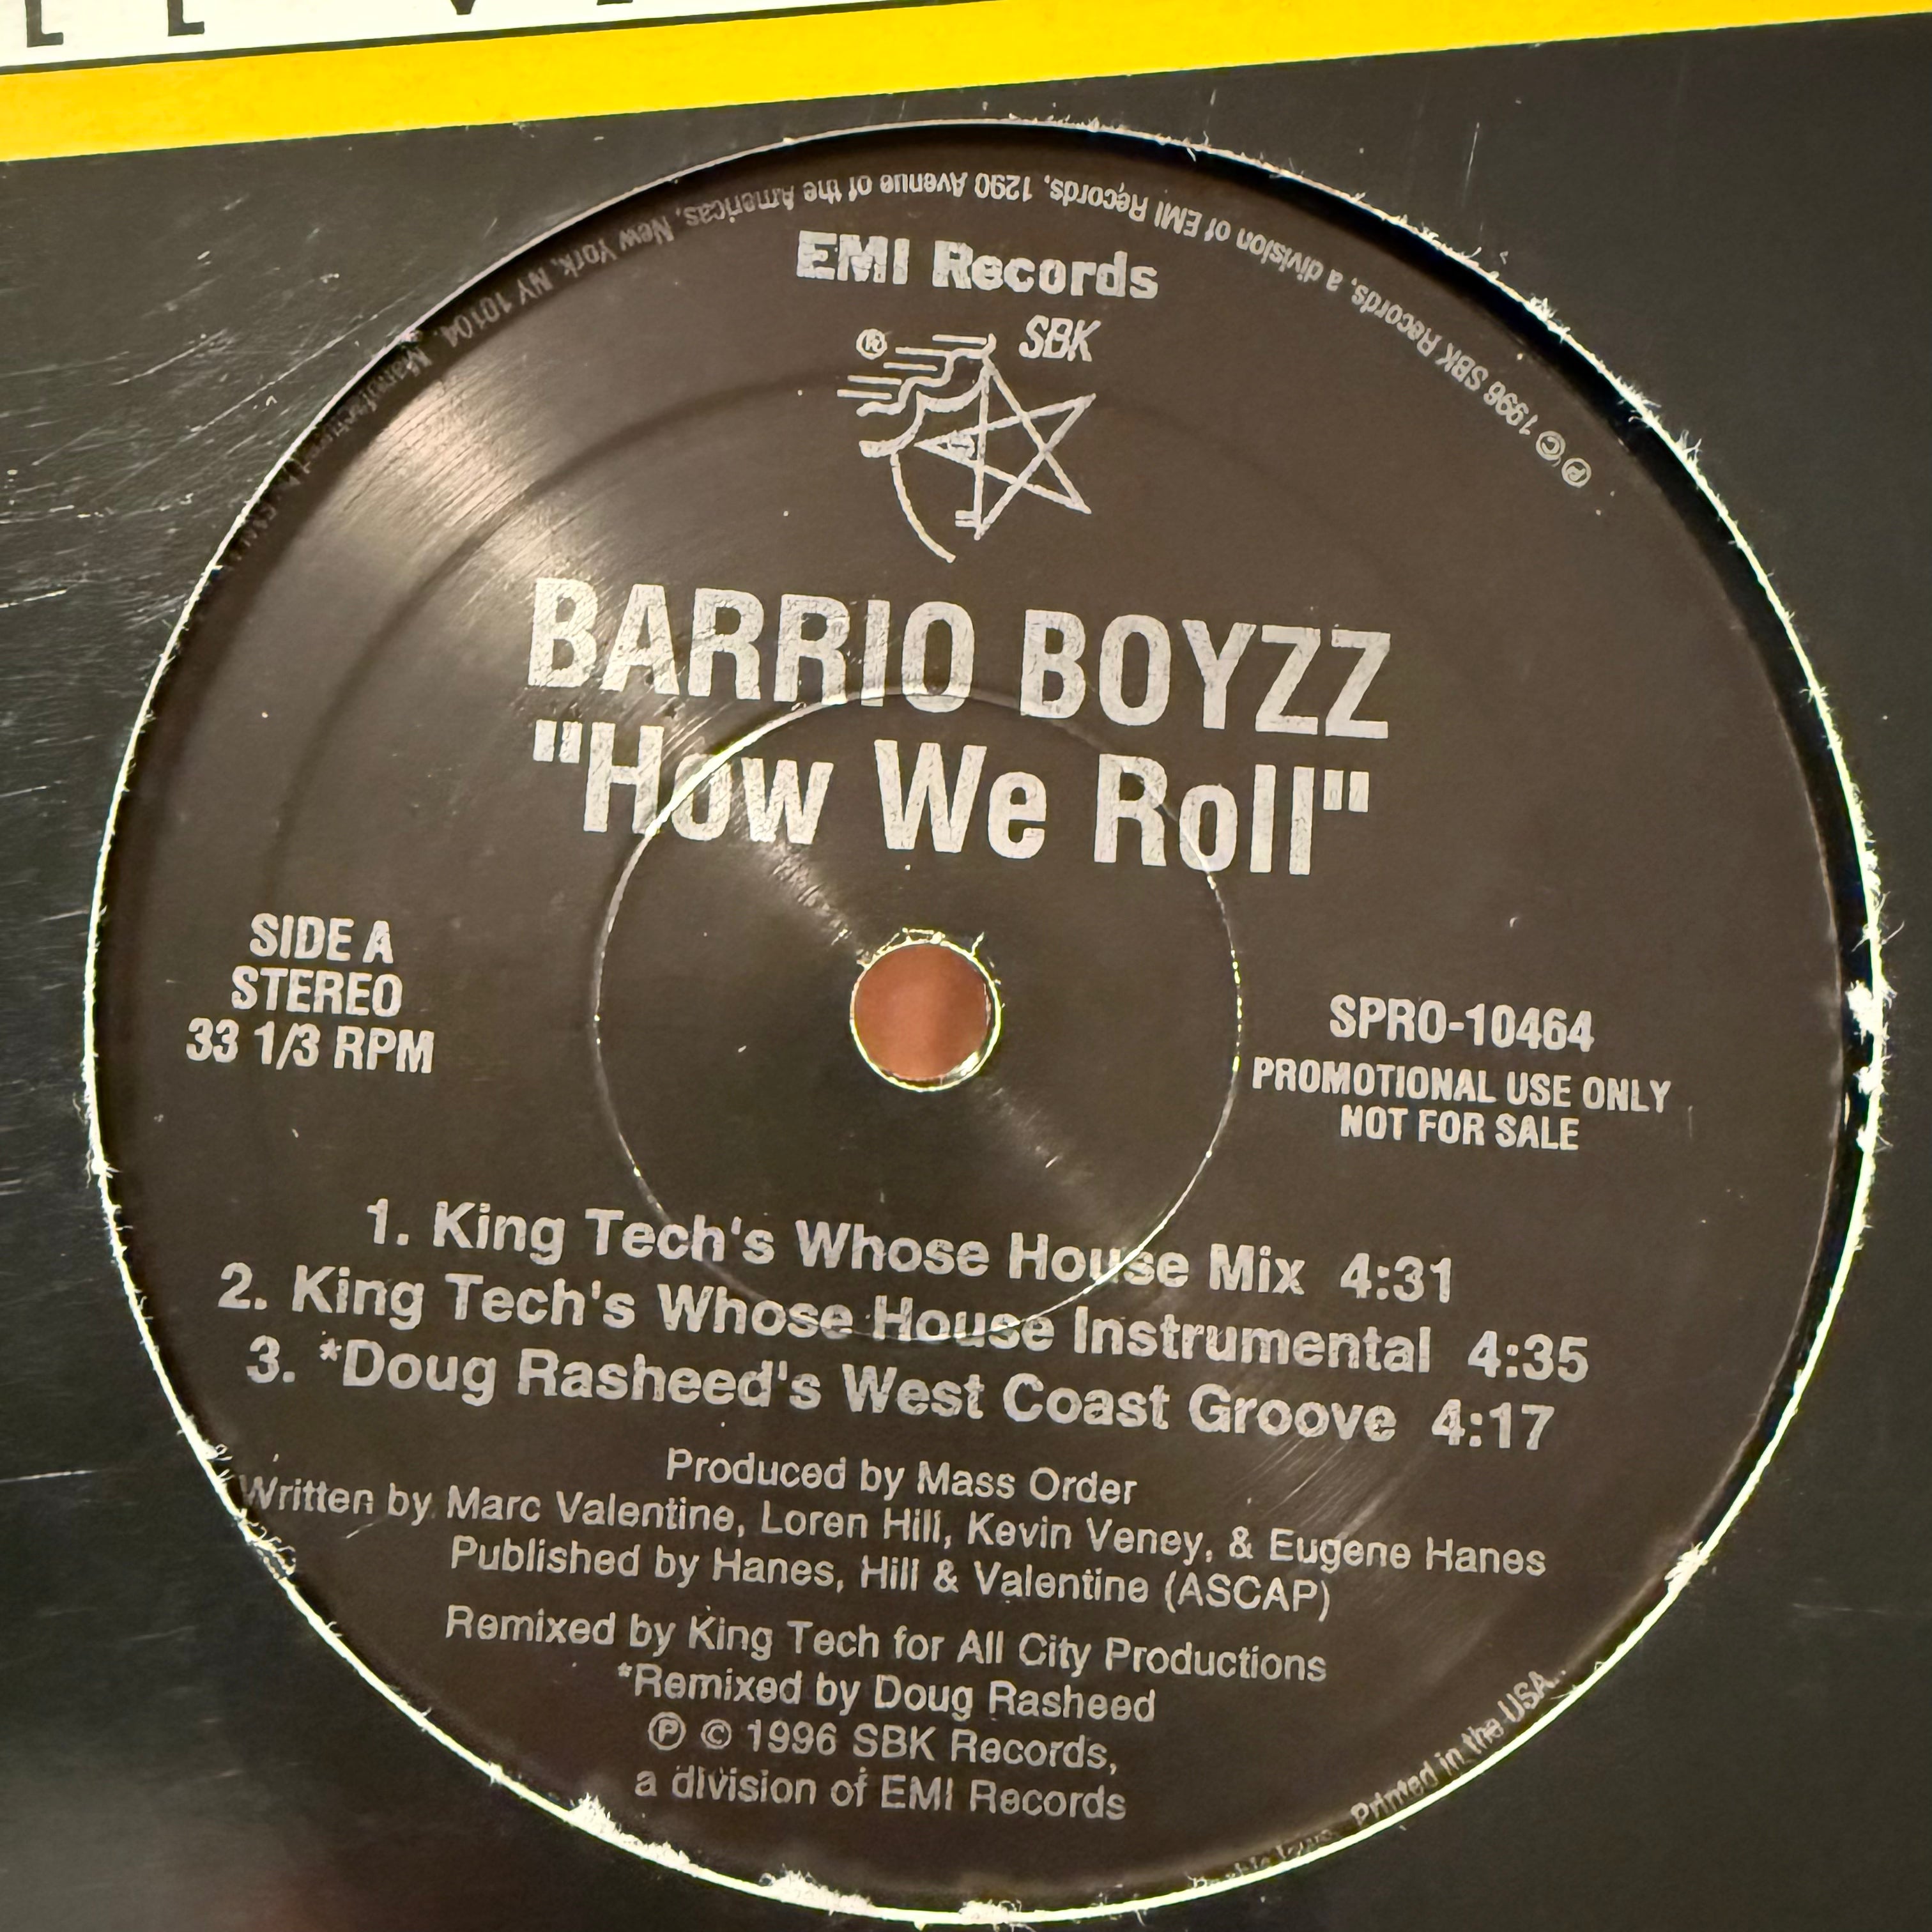 EMI Records
® SBK
BARRIO BOYZZ
"How We Roll"
SIDE A
STEREO
33 1/3 RPM
SPRO-10464
PROMOTIONAL USE ONLY
NOT FOR SALE
1. King Tech's Whose House Mix 4:31
2. King Tech's Whose House Instrumental 4:35
3. *Doug Rasheed's West Coast Groove 4:17
Produced by Mass Order
Written by Marc Valentine, Loren Hill, Kevin Veney, & Eugene Hanes
Published by Hanes, Hill & Valentine (ASCAP)
Remixed by King Tech for All City Productions
*Remixed by Doug Rasheed
℗ © 1996 SBK Records,
a division of EMI Records
℗ © 1996 SBK Records, a division of EMI Records, 1290 Avenue of the Americas, New York, NY 10104.
Printed in the USA.